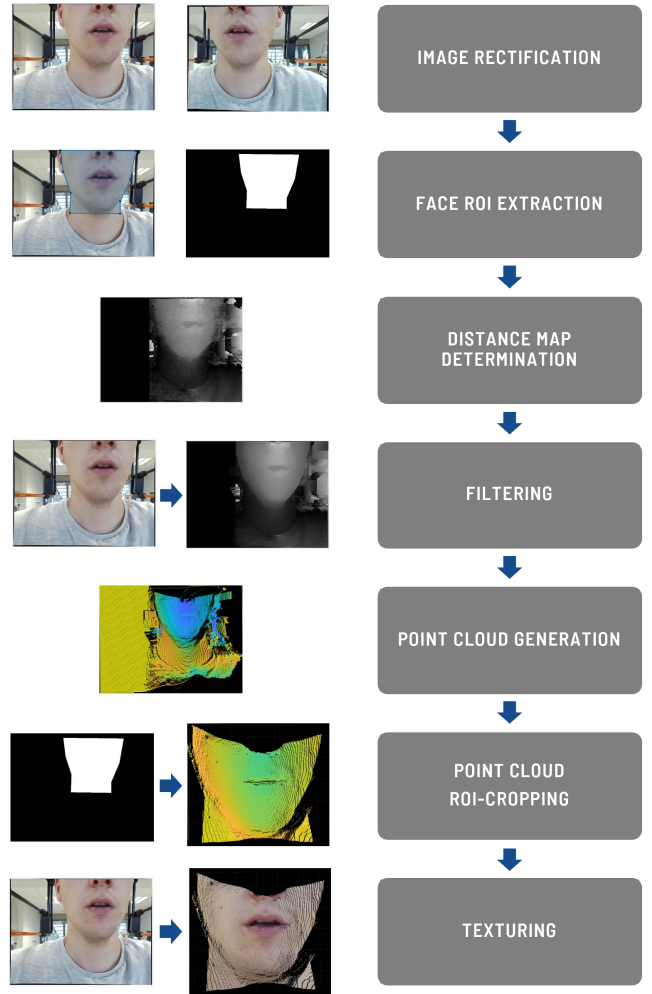 IMAGE RECTIFICATION
FACE ROI EXTRACTION
DISTANCE MAP
DETERMINATION
FILTERING
POINT CLOUD GENERATION
POINT CLOUD
ROI-CROPPING
TEXTURING